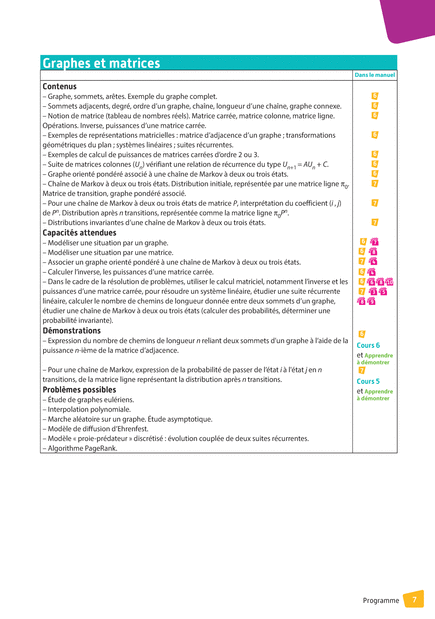 Graphes et matrices
Dans le manuel
Contenus
– Graphe, sommets, arêtes. Exemple du graphe complet.
6
– Sommets adjacents, degré, ordre d'un graphe, chaîne, longueur d'une chaîne, graphe connexe.
6
– Notion de matrice (tableau de nombres réels). Matrice carrée, matrice colonne, matrice ligne.
6
Opérations. Inverse, puissances d'une matrice carrée.
– Exemples de représentations matricielles : matrice d'adjacence d'un graphe ; transformations
6
géométriques du plan ; systèmes linéaires ; suites récurrentes.
– Exemples de calcul de puissances de matrices carrées d'ordre 2 ou 3.
6
– Suite de matrices colonnes (Uₙ) vérifiant une relation de récurrence du type Uₙ₊₁ = AUₙ + C.
6
– Graphe orienté pondéré associé à une chaîne de Markov à deux ou trois états.
6
– Chaîne de Markov à deux ou trois états. Distribution initiale, représentée par une matrice ligne π₀.
7
Matrice de transition, graphe pondéré associé.
– Pour une chaîne de Markov à deux ou trois états de matrice P, interprétation du coefficient (i , j)
7
de Pⁿ. Distribution après n transitions, représentée comme la matrice ligne π₀Pⁿ.
– Distributions invariantes d'une chaîne de Markov à deux ou trois états.
7
Capacités attendues
– Modéliser une situation par un graphe.
6
– Modéliser une situation par une matrice.
6
– Associer un graphe orienté pondéré à une chaîne de Markov à deux ou trois états.
7
– Calculer l'inverse, les puissances d'une matrice carrée.
6
– Dans le cadre de la résolution de problèmes, utiliser le calcul matriciel, notamment l'inverse et les
6
puissances d'une matrice carrée, pour résoudre un système linéaire, étudier une suite récurrente
7
linéaire, calculer le nombre de chemins de longueur donnée entre deux sommets d'un graphe,
étudier une chaîne de Markov à deux ou trois états (calculer des probabilités, déterminer une
probabilité invariante).
Démonstrations
6
– Expression du nombre de chemins de longueur n reliant deux sommets d'un graphe à l'aide de la
Cours 6
puissance n-ième de la matrice d'adjacence.
et Apprendre
à démontrer
– Pour une chaîne de Markov, expression de la probabilité de passer de l'état i à l'état j en n
7
transitions, de la matrice ligne représentant la distribution après n transitions.
Cours 5
Problèmes possibles
et Apprendre
– Étude de graphes eulériens.
à démontrer
– Interpolation polynomiale.
– Marche aléatoire sur un graphe. Étude asymptotique.
– Modèle de diffusion d'Ehrenfest.
– Modèle « proie-prédateur » discrétisé : évolution couplée de deux suites récurrentes.
– Algorithme PageRank.
Programme
7